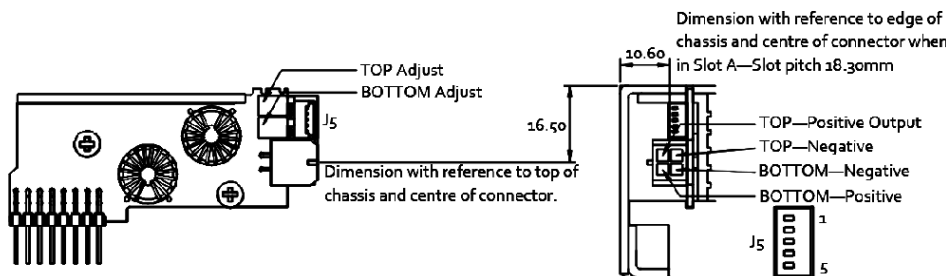 TOP Adjust
BOTTOM Adjust
J5
Dimension with reference to top of
chassis and centre of connector.
16.50
Dimension with reference to edge of
chassis and centre of connector when
in Slot A—Slot pitch 18.30mm
10.60
TOP—Positive Output
TOP—Negative
BOTTOM—Negative
BOTTOM—Positive
J5
1
5